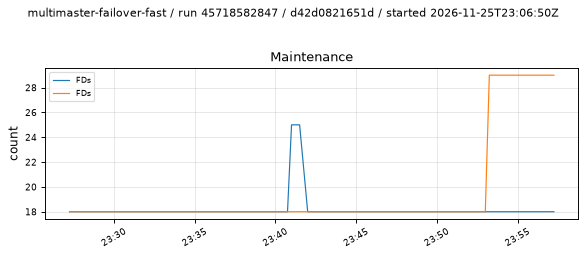 multimaster-failover-fast / run 45718582847 / d42d0821651d / started 2026-11-25T23:06:50Z
Maintenance
FDs
FDs
count
28
26
24
22
20
18
23:30
23:35
23:40
23:45
23:50
23:55